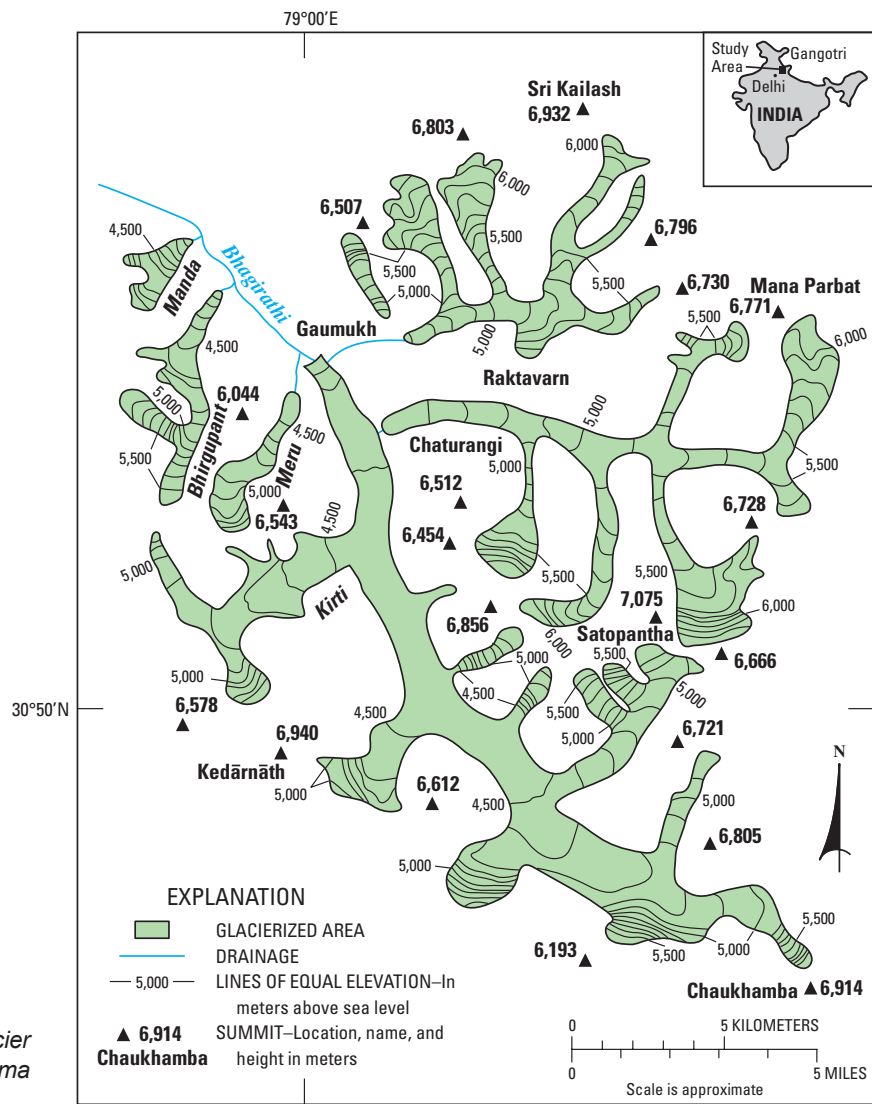 79°00'E
Study
Area
Gangotri
Delhi
INDIA
Sri Kailash
6,932
6,803
6,000
6,000
6,507
5,500
6,796
4,500
5,500
5,500
Bhagirathi
Manda
5,000
6,730
Mana Parbat
6,771
5,500
Gaumukh
5,000
6,000
4,500
Raktavarn
5,000
6,044
5,000
4,500
Chaturangi
5,500
Bhirgupant
Meru
5,000
5,500
6,512
5,000
6,543
4,500
6,728
6,454
5,000
5,500
5,500
Kirti
7,075
6,000
6,856
Satopantha
6,000
5,500
6,666
5,000
5,000
4,500
5,000
5,500
30°50'N
6,578
4,500
5,000
6,721
6,940
Kedārnāth
5,000
6,612
4,500
5,000
6,805
5,000
5,500
5,000
5,500
6,193
Chaukhamba
6,914
N
EXPLANATION
GLACIERIZED AREA
DRAINAGE
5,000
LINES OF EQUAL ELEVATION–In
meters above sea level
6,914
Chaukhamba
SUMMIT–Location, name, and
height in meters
0 5 KILOMETERS
0 5 MILES
Scale is approximate
cier
ma